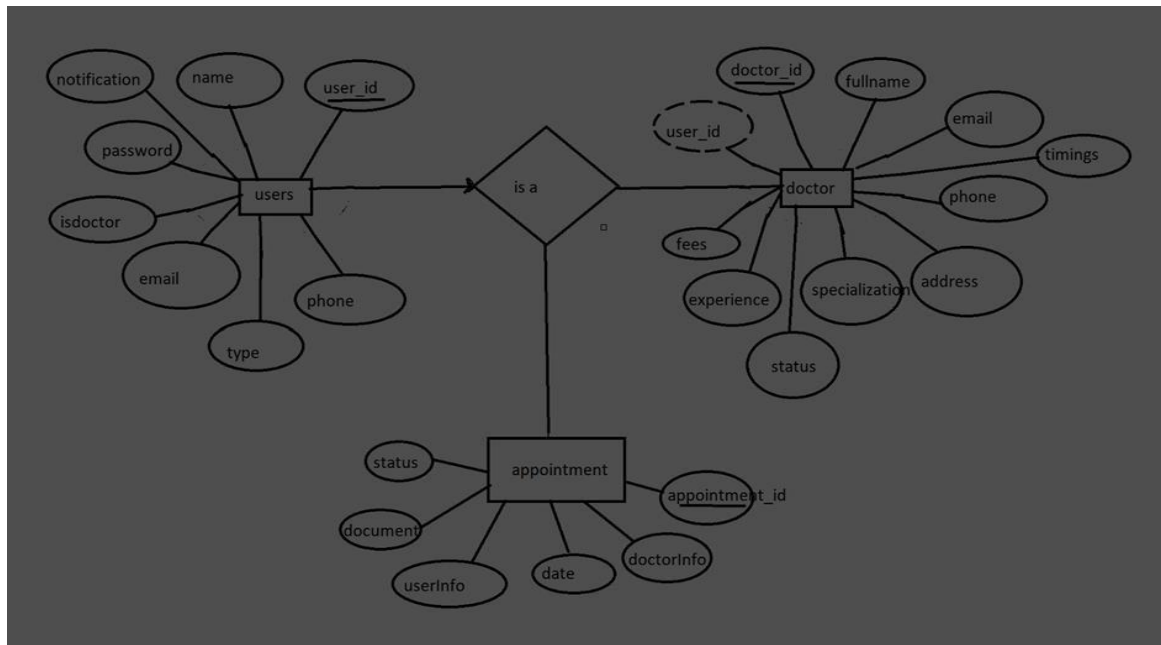 notification
name
user_id
password
users
isdoctor
email
type
phone
is a
doctor_id
fullname
user_id
email
timings
doctor
phone
fees
experience
specialization
address
status
appointment
status
appointment_id
document
userInfo
date
doctorInfo